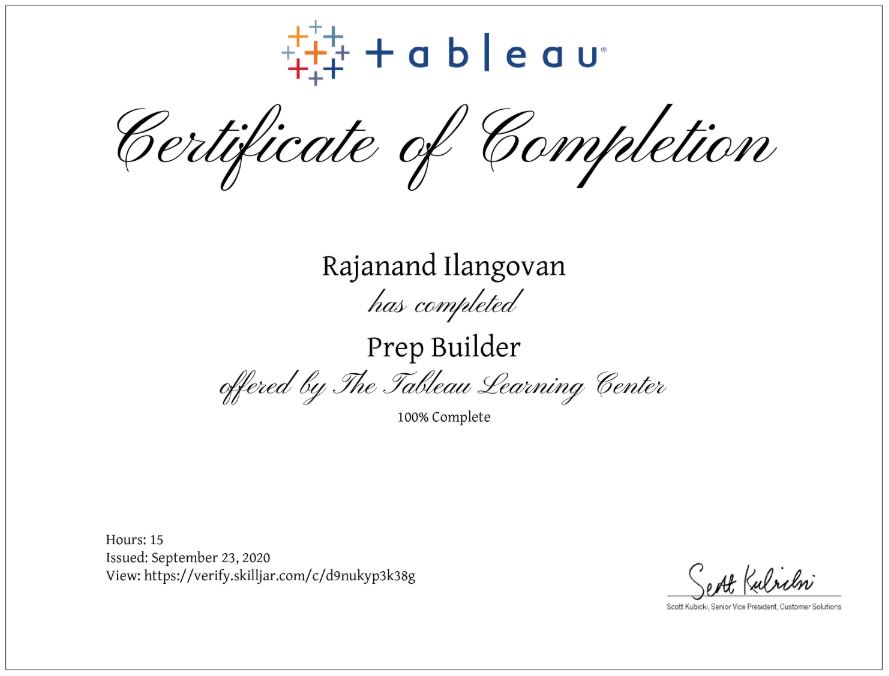 tableau®
Certificate of Completion
Rajanand Ilangovan
has completed
Prep Builder
offered by The Tableau Learning Center
100% Complete
Hours: 15
Issued: September 23, 2020
View: https://verify.skilljar.com/c/d9nukyp3k38g
Scott Kubicki
Scott Kubicki, Senior Vice President, Customer Solutions